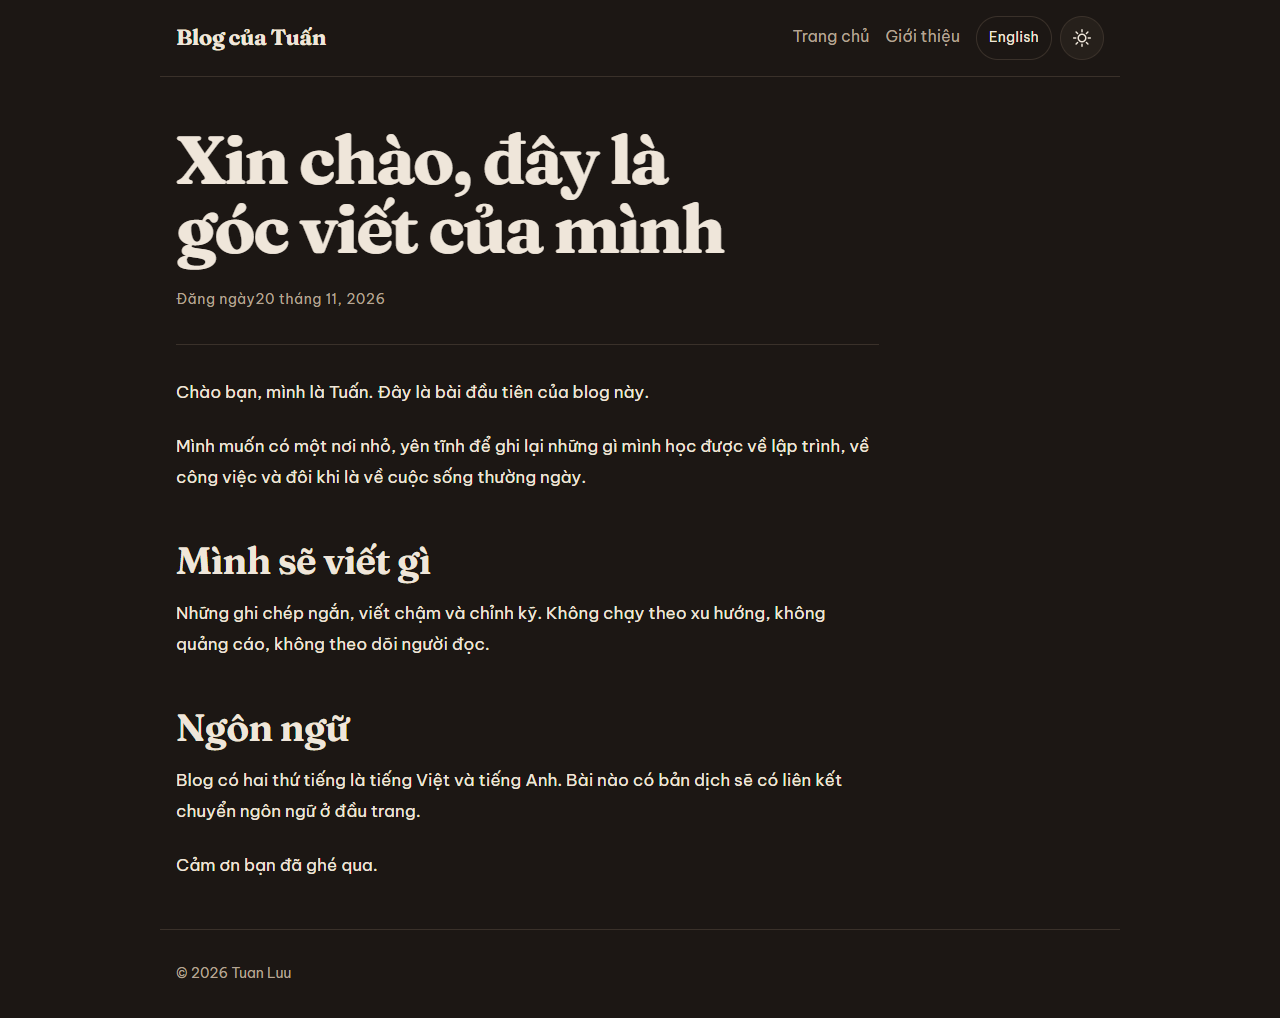 Blog của Tuấn
Trang chủ Giới thiệu English
Xin chào, đây là
góc viết của mình
Đăng ngày20 tháng 11, 2026
Chào bạn, mình là Tuấn. Đây là bài đầu tiên của blog này.
Mình muốn có một nơi nhỏ, yên tĩnh để ghi lại những gì mình học được về lập trình, về
công việc và đôi khi là về cuộc sống thường ngày.
Mình sẽ viết gì
Những ghi chép ngắn, viết chậm và chỉnh kỹ. Không chạy theo xu hướng, không
quảng cáo, không theo dõi người đọc.
Ngôn ngữ
Blog có hai thứ tiếng là tiếng Việt và tiếng Anh. Bài nào có bản dịch sẽ có liên kết
chuyển ngôn ngữ ở đầu trang.
Cảm ơn bạn đã ghé qua.
© 2026 Tuan Luu